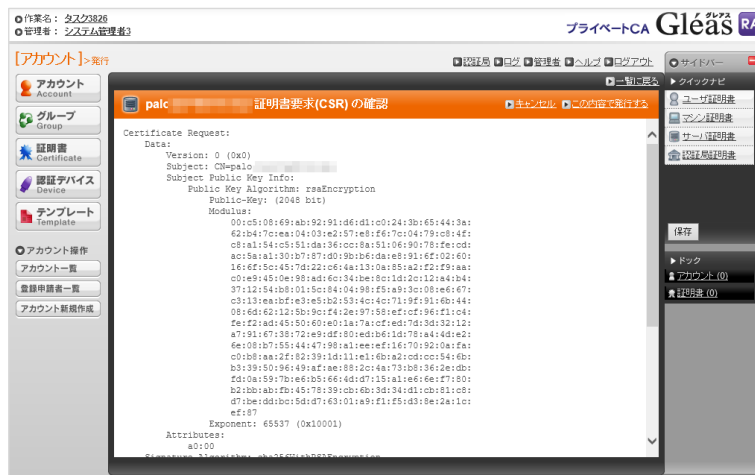 作業名： タスク3826
管理者： システム管理者3
プライベートCA Gléas グレアス RA
[アカウント]>発行
認証局 ログ 管理者 ヘルプ ログアウト
サイドバー
一覧に戻る
クイックナビ
アカウント
Account
palo 証明書要求(CSR) の確認
キャンセル この内容で発行する
ユーザ証明書
マシン証明書
サーバ証明書
認証局証明書
グループ
Group
証明書
Certificate
認証デバイス
Device
テンプレート
Template
アカウント操作
アカウント一覧
登録申請者一覧
アカウント新規作成
Certificate Request:
Data:
Version: 0 (0x0)
Subject: CN=palo
Subject Public Key Info:
Public Key Algorithm: rsaEncryption
Public-Key: (2048 bit)
Modulus:
00:c5:08:69:ab:92:91:d6:d1:c0:24:3b:65:44:3a:
62:b4:7c:ea:04:03:e2:57:e8:f6:7c:04:79:c8:4f:
c8:a1:54:c5:51:da:36:cc:8a:51:06:90:78:fe:cd:
ac:5a:a1:30:b7:87:d0:9b:b6:da:e8:91:6f:02:60:
16:6f:5c:45:7d:22:c6:4a:13:0a:85:a2:f2:f9:aa:
c0:e9:45:0e:98:ad:6c:34:be:8c:1d:2c:12:a4:b4:
37:12:54:b8:01:5c:84:04:98:f5:a9:3c:08:e6:67:
c3:13:ea:bf:e3:e5:b2:53:4c:4c:71:9f:91:6b:44:
08:6d:62:12:5b:9c:f4:2e:97:58:ef:cf:96:f1:c4:
fe:f2:ad:45:50:60:e0:1a:7a:cf:ed:7d:3d:32:12:
a7:91:67:38:72:e9:df:80:ed:b6:1d:78:a4:4d:e2:
6e:08:b7:55:44:47:98:a1:ee:ef:16:70:92:0a:fa:
c0:b8:aa:2f:82:39:1d:11:e1:6b:a2:cd:cc:54:6b:
b3:39:50:96:49:af:ae:88:2c:4a:73:b8:36:2e:db:
fd:0a:59:7b:e6:b5:66:4d:d7:15:a1:e6:6e:f7:80:
b2:bb:ab:fb:45:78:39:cb:6b:3d:34:d1:cb:81:c8:
d7:be:dd:bc:5d:d7:63:01:a9:f1:f5:d3:8e:2a:1c:
ef:87
Exponent: 65537 (0x10001)
Attributes:
a0:00
Signature Algorithm: sha256WithRSAEncryption
保存
ドック
アカウント (0)
証明書 (0)